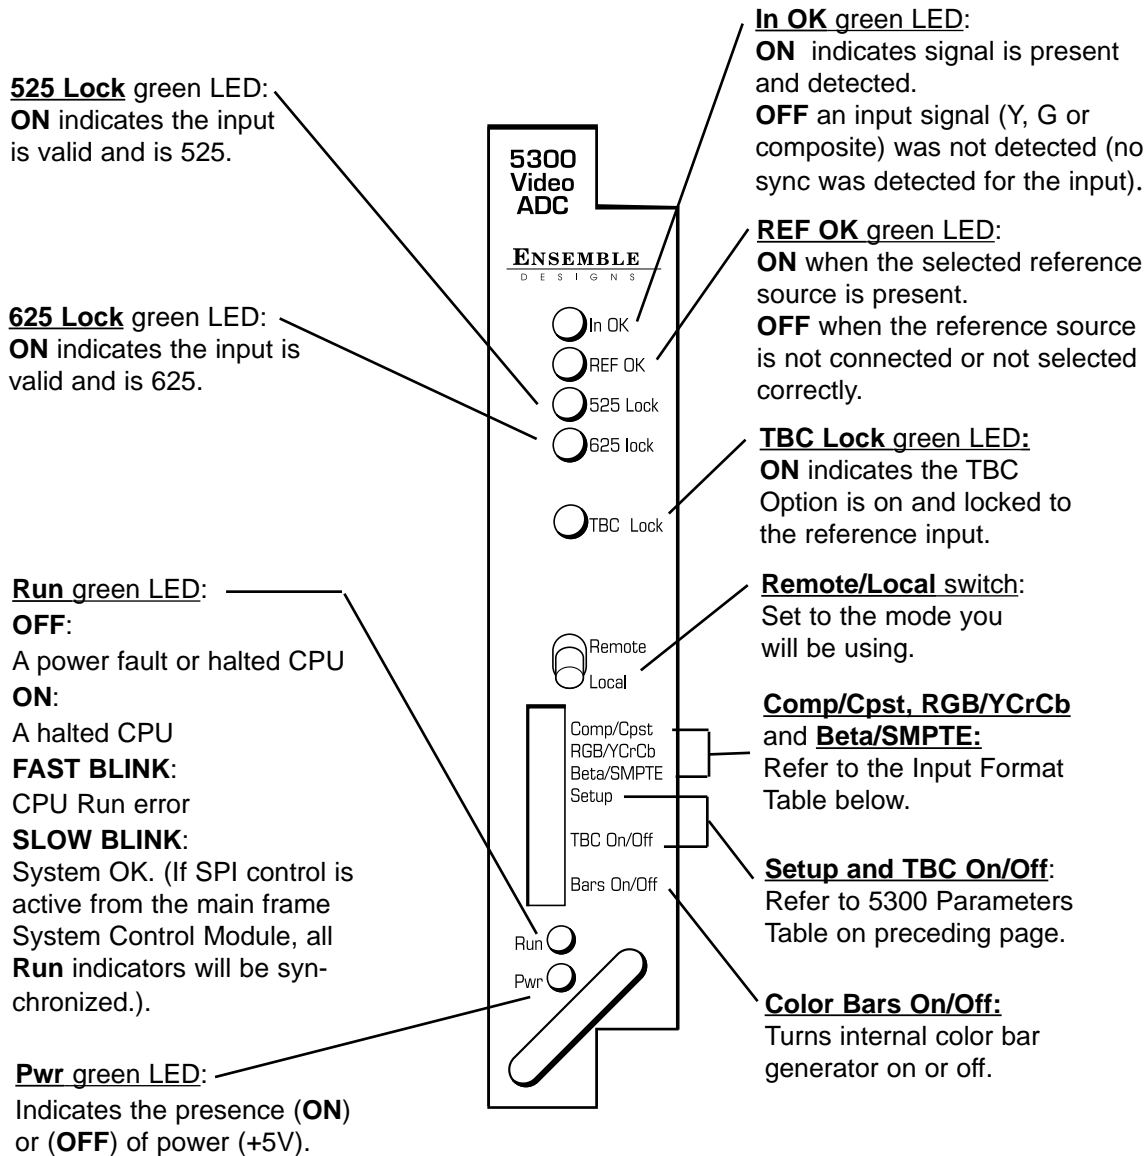 525 Lock green LED:
ON indicates the input
is valid and is 525.
625 Lock green LED:
ON indicates the input is
valid and is 625.
Run green LED:
OFF:
A power fault or halted CPU
ON:
A halted CPU
FAST BLINK:
CPU Run error
SLOW BLINK:
System OK. (If SPI control is
active from the main frame
System Control Module, all
Run indicators will be syn-
chronized.).
Pwr green LED:
Indicates the presence (ON)
or (OFF) of power (+5V).
5300
Video
ADC
ENSEMBLE
DESIGNS
In OK
REF OK
525 Lock
625 lock
TBC Lock
Remote
Local
Comp/Cpst
RGB/YCrCb
Beta/SMPTE
Setup
TBC On/Off
Bars On/Off
Run
Pwr
In OK green LED:
ON indicates signal is present
and detected.
OFF an input signal (Y, G or
composite) was not detected (no
sync was detected for the input).
REF OK green LED:
ON when the selected reference
source is present.
OFF when the reference source
is not connected or not selected
correctly.
TBC Lock green LED:
ON indicates the TBC
Option is on and locked to
the reference input.
Remote/Local switch:
Set to the mode you
will be using.
Comp/Cpst, RGB/YCrCb
and Beta/SMPTE:
Refer to the Input Format
Table below.
Setup and TBC On/Off:
Refer to 5300 Parameters
Table on preceding page.
Color Bars On/Off:
Turns internal color bar
generator on or off.